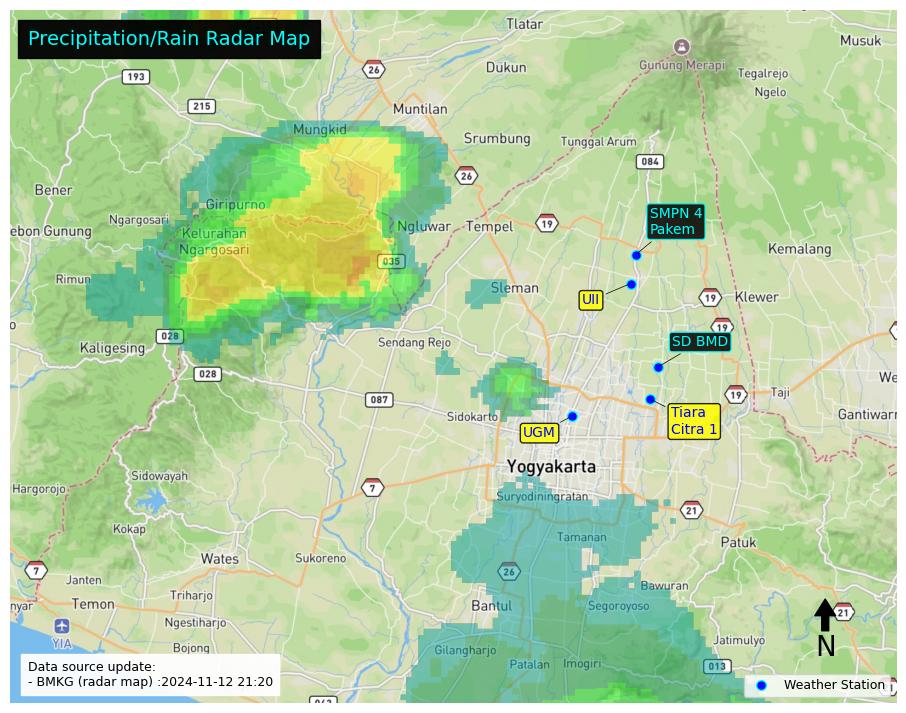 Precipitation/Rain Radar Map
Tlatar
Musuk
26
193
Dukun
Gunung Merapi
Tegalrejo
Ngelo
215
Muntilan
Mungkid
Srumbung
Tunggal Arum
084
26
Bener
Giripurno
Ngargosari
SMPN 4
Pakem
Ngluwar
Tempel
19
ebon Gunung
Kelurahan
Ngargosari
Kemalang
035
Rimun
Sleman
UII
19
Klewer
19
028
Kaligesing
Sendang Rejo
SD BMD
028
087
19
Taji
We
Sidokarto
Tiara
Citra 1
Gantiwarn
UGM
Yogyakarta
Sidowayah
Hargorojo
7
Suryodiningratan
21
Kokap
Tamanan
Patuk
Wates
Sukoreno
7
26
Janten
Bawuran
nyar
Temon
Triharjo
Bantul
Segoroyoso
21
Ngestiharjo
YIA
Jatimulyo
N
Bojong
Gilangharjo
Patalan
Imogiri
013
Data source update:
- BMKG (radar map) :2024-11-12 21:20
Weather Station